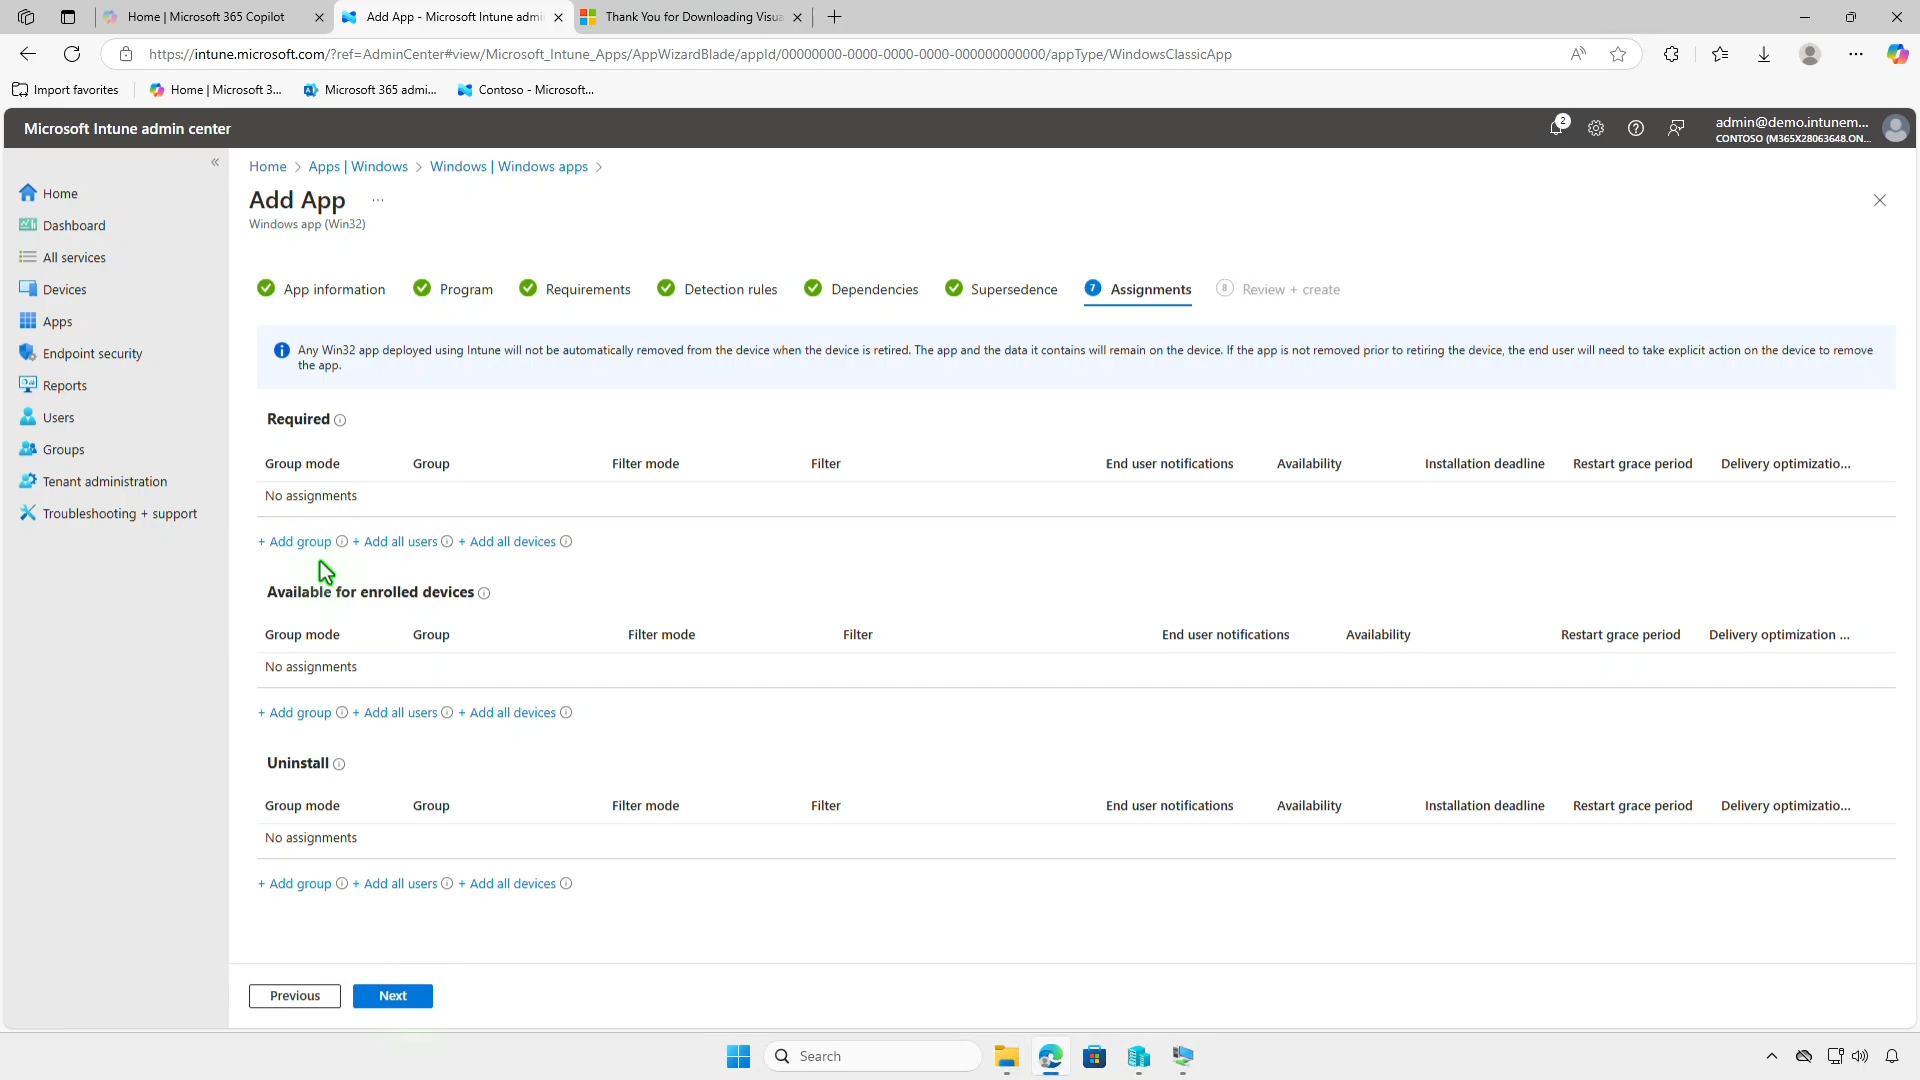 Home | Microsoft 365 Copilot
Add App - Microsoft Intune admi
Thank You for Downloading Visua
https://intune.microsoft.com/?ref=AdminCenter#view/Microsoft_Intune_Apps/AppWizardBlade/appId/00000000-0000-0000-0000-000000000000/appType/WindowsClassicApp
Import favorites
Home | Microsoft 3...
Microsoft 365 admi...
Contoso - Microsoft...
Microsoft Intune admin center
2
admin@demo.intunem...
CONTOSO (M365X28063648.ON...
«
Home
Dashboard
All services
Devices
Apps
Endpoint security
Reports
Users
Groups
Tenant administration
Troubleshooting + support
Home > Apps | Windows > Windows | Windows apps >
Add App ...
Windows app (Win32)
App information
Program
Requirements
Detection rules
Dependencies
Supersedence
7 Assignments
8 Review + create
Any Win32 app deployed using Intune will not be automatically removed from the device when the device is retired. The app and the data it contains will remain on the device. If the app is not removed prior to retiring the device, the end user will need to take explicit action on the device to remove
the app.
Required
Group mode Group Filter mode Filter End user notifications Availability Installation deadline Restart grace period Delivery optimizatio...
No assignments
+ Add group + Add all users + Add all devices
Available for enrolled devices
Group mode Group Filter mode Filter End user notifications Availability Restart grace period Delivery optimization ...
No assignments
+ Add group + Add all users + Add all devices
Uninstall
Group mode Group Filter mode Filter End user notifications Availability Installation deadline Restart grace period Delivery optimizatio...
No assignments
+ Add group + Add all users + Add all devices
Previous
Next
Search